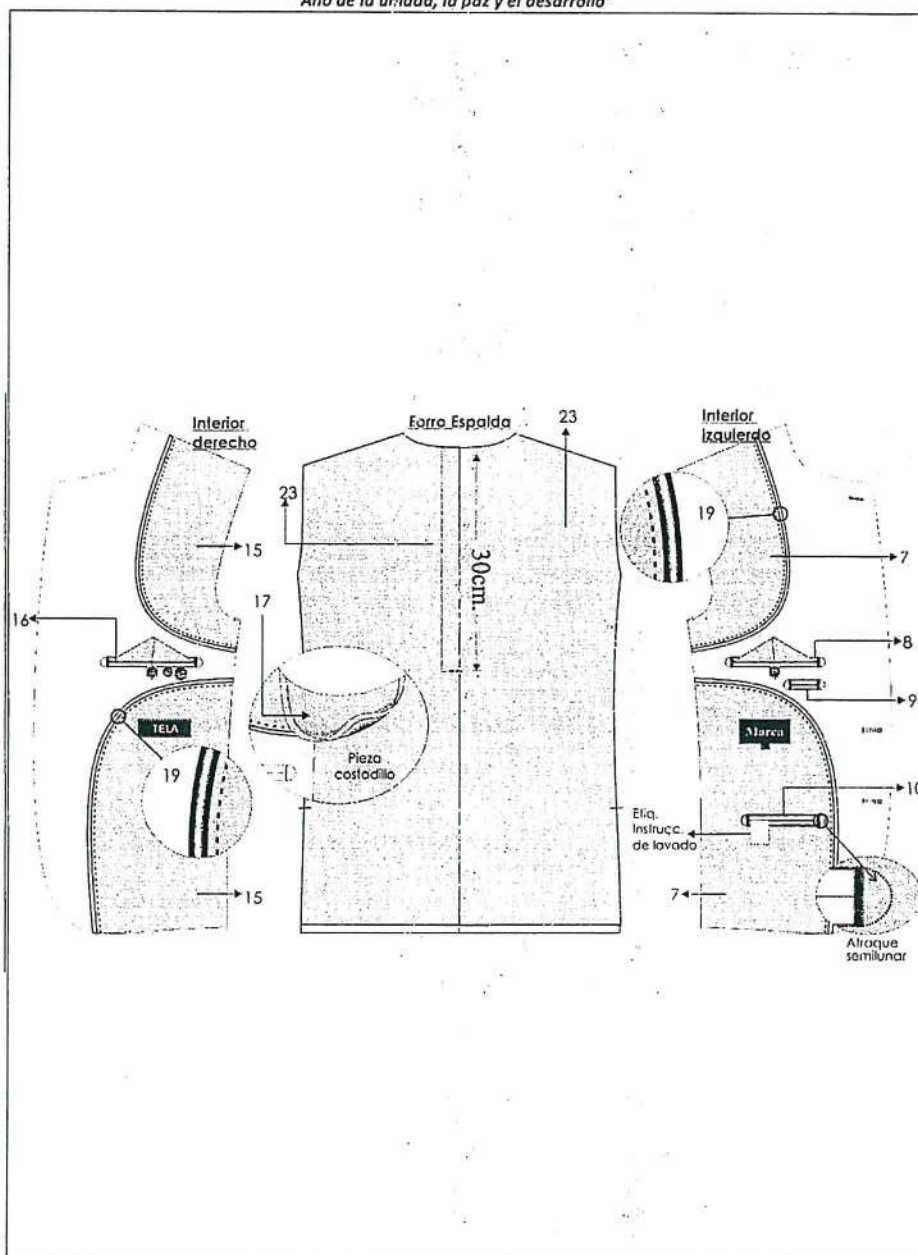 "Año de la unidad, la paz y el desarrollo"
Interior
derecho
Forro Espalda
23
Interior
Izquierdo
23
19
15
30cm.
7
17
16
8
9
TELA
Marca
Pieza
costadillo
19
10
Etiq.
Instrucc.
de lavado
15
7
Atraque
semilunar